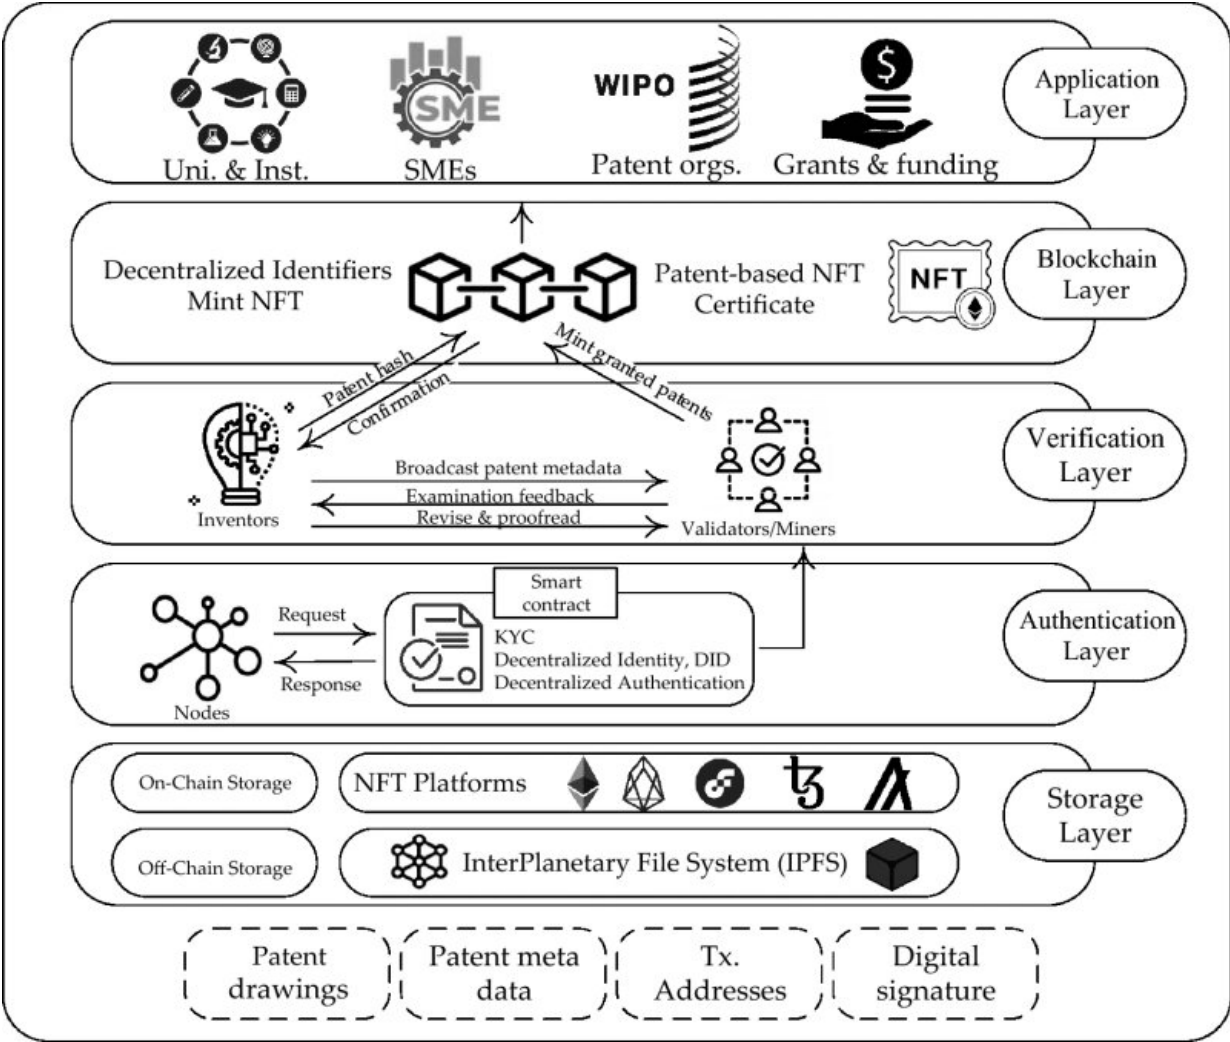 WIPO
SME
Uni. & Inst.
SMEs
Patent orgs.
Grants & funding
Application
Layer
Decentralized Identifiers
Mint NFT
Patent-based NFT
Certificate
NFT
Blockchain
Layer
Patent hash
Confirmation
Mint granted patents
Broadcast patent metadata
Examination feedback
Revise & proofread
Inventors
Validators/Miners
Verification
Layer
Smart
contract
Request
Response
Nodes
KYC
Decentralized Identity, DID
Decentralized Authentication
Authentication
Layer
On-Chain Storage
NFT Platforms
Off-Chain Storage
InterPlanetary File System (IPFS)
Storage
Layer
Patent
drawings
Patent meta
data
Tx.
Addresses
Digital
signature